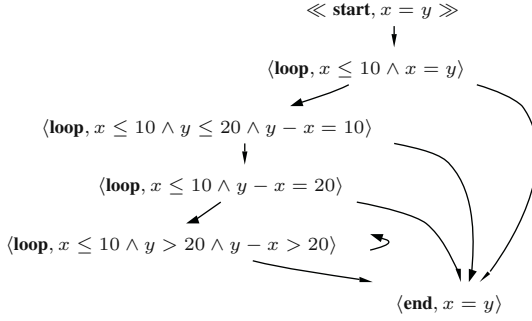 ≪ start, x = y ≫
⟨loop, x ≤ 10 ∧ x = y⟩
⟨loop, x ≤ 10 ∧ y ≤ 20 ∧ y − x = 10⟩
⟨loop, x ≤ 10 ∧ y − x = 20⟩
⟨loop, x ≤ 10 ∧ y > 20 ∧ y − x > 20⟩
⟨end, x = y⟩